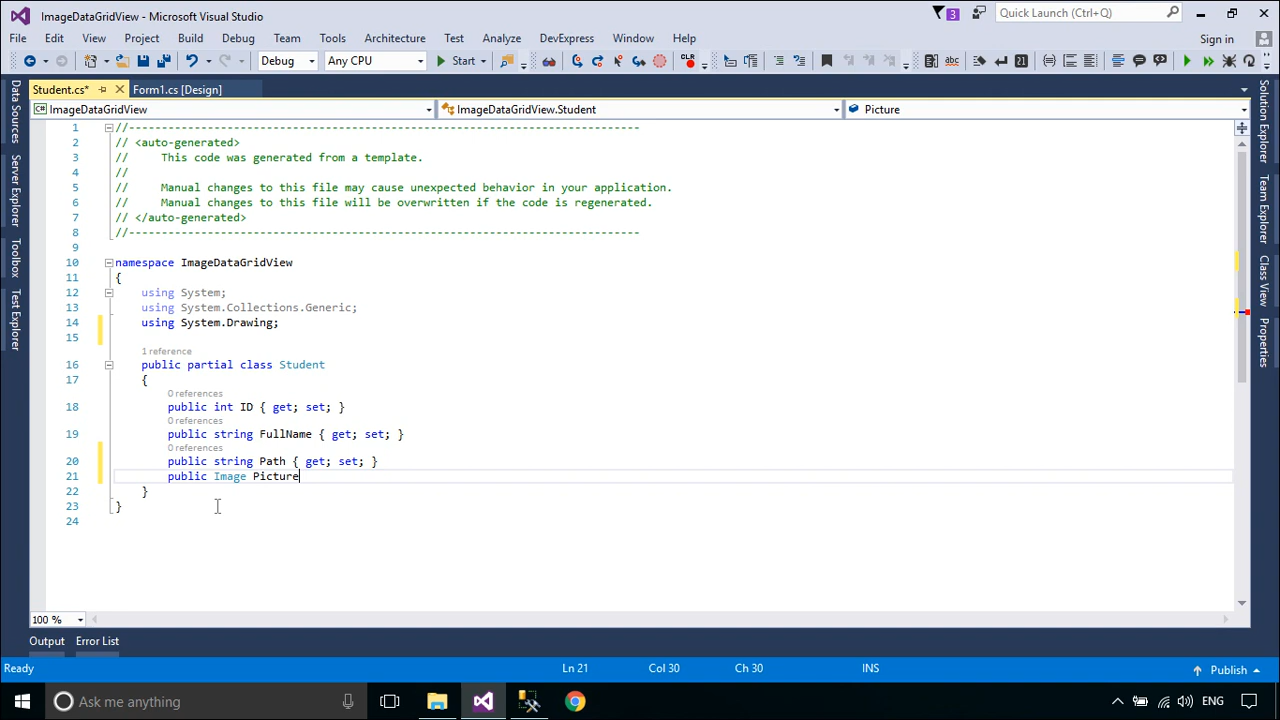 ImageDataGridView - Microsoft Visual Studio
3
Quick Launch (Ctrl+Q)
File Edit View Project Build Debug Team Tools Architecture Test Analyze DevExpress Window Help
Sign in
Debug
Any CPU
Start
CLR
abc
Student.cs*
Form1.cs [Design]
C#
ImageDataGridView
ImageDataGridView.Student
Picture
Data Sources
Server Explorer
Toolbox
Test Explorer
1 //------------------------------------------------------------------------------
2 // <auto-generated>
3 //     This code was generated from a template.
4 //
5 //     Manual changes to this file may cause unexpected behavior in your application.
6 //     Manual changes to this file will be overwritten if the code is regenerated.
7 // </auto-generated>
8 //------------------------------------------------------------------------------
9
10 namespace ImageDataGridView
11 {
12     using System;
13     using System.Collections.Generic;
14     using System.Drawing;
15
1 reference
16     public partial class Student
17     {
0 references
18         public int ID { get; set; }
0 references
19         public string FullName { get; set; }
0 references
20         public string Path { get; set; }
21         public Image Picture
22     }
23 }
24
Solution Explorer
Team Explorer
Class View
Properties
100 %
Output
Error List
Ready
Ln 21
Col 30
Ch 30
INS
Publish
Ask me anything
ENG